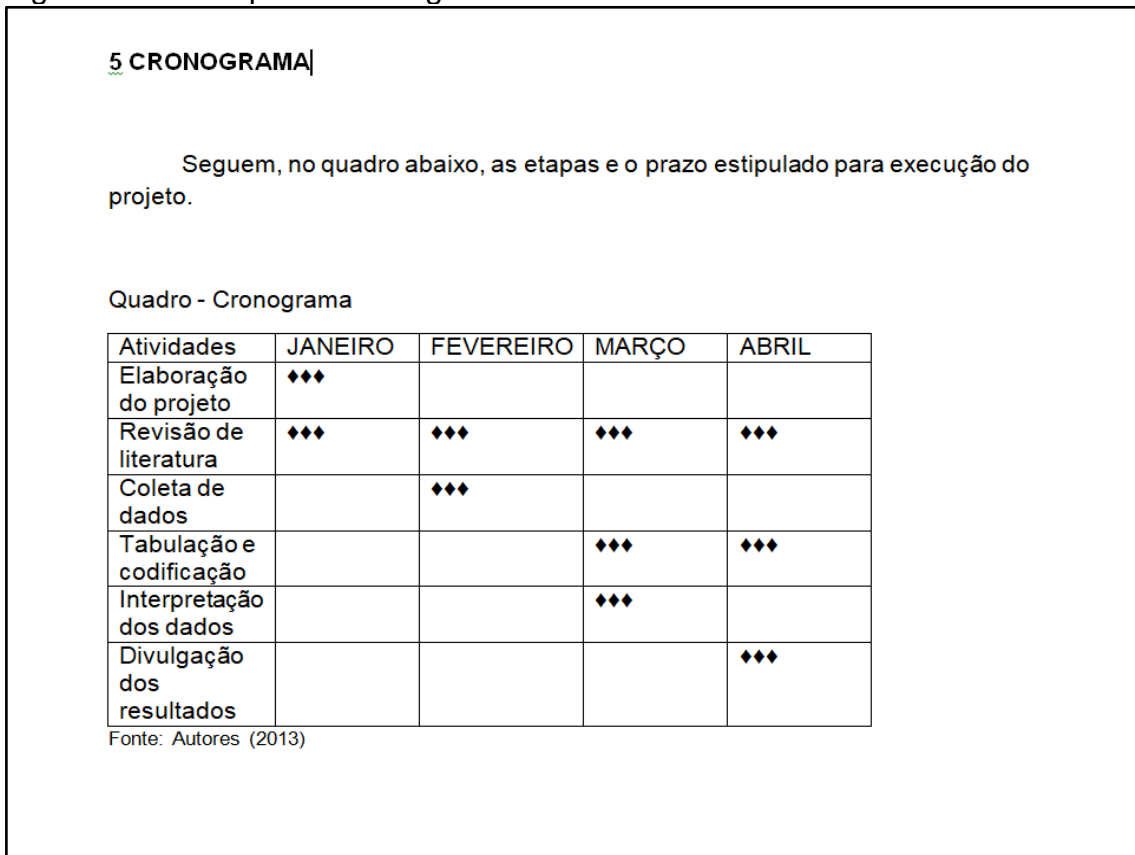 5 CRONOGRAMA
Seguem, no quadro abaixo, as etapas e o prazo estipulado para execução do
projeto.
Quadro - Cronograma
Atividades JANEIRO FEVEREIRO MARÇO ABRIL
Elaboração ♦♦♦
do projeto
Revisão de ♦♦♦ ♦♦♦ ♦♦♦ ♦♦♦
literatura
Coleta de ♦♦♦
dados
Tabulação e ♦♦♦ ♦♦♦
codificação
Interpretação ♦♦♦
dos dados
Divulgação ♦♦♦
dos
resultados
Fonte: Autores (2013)